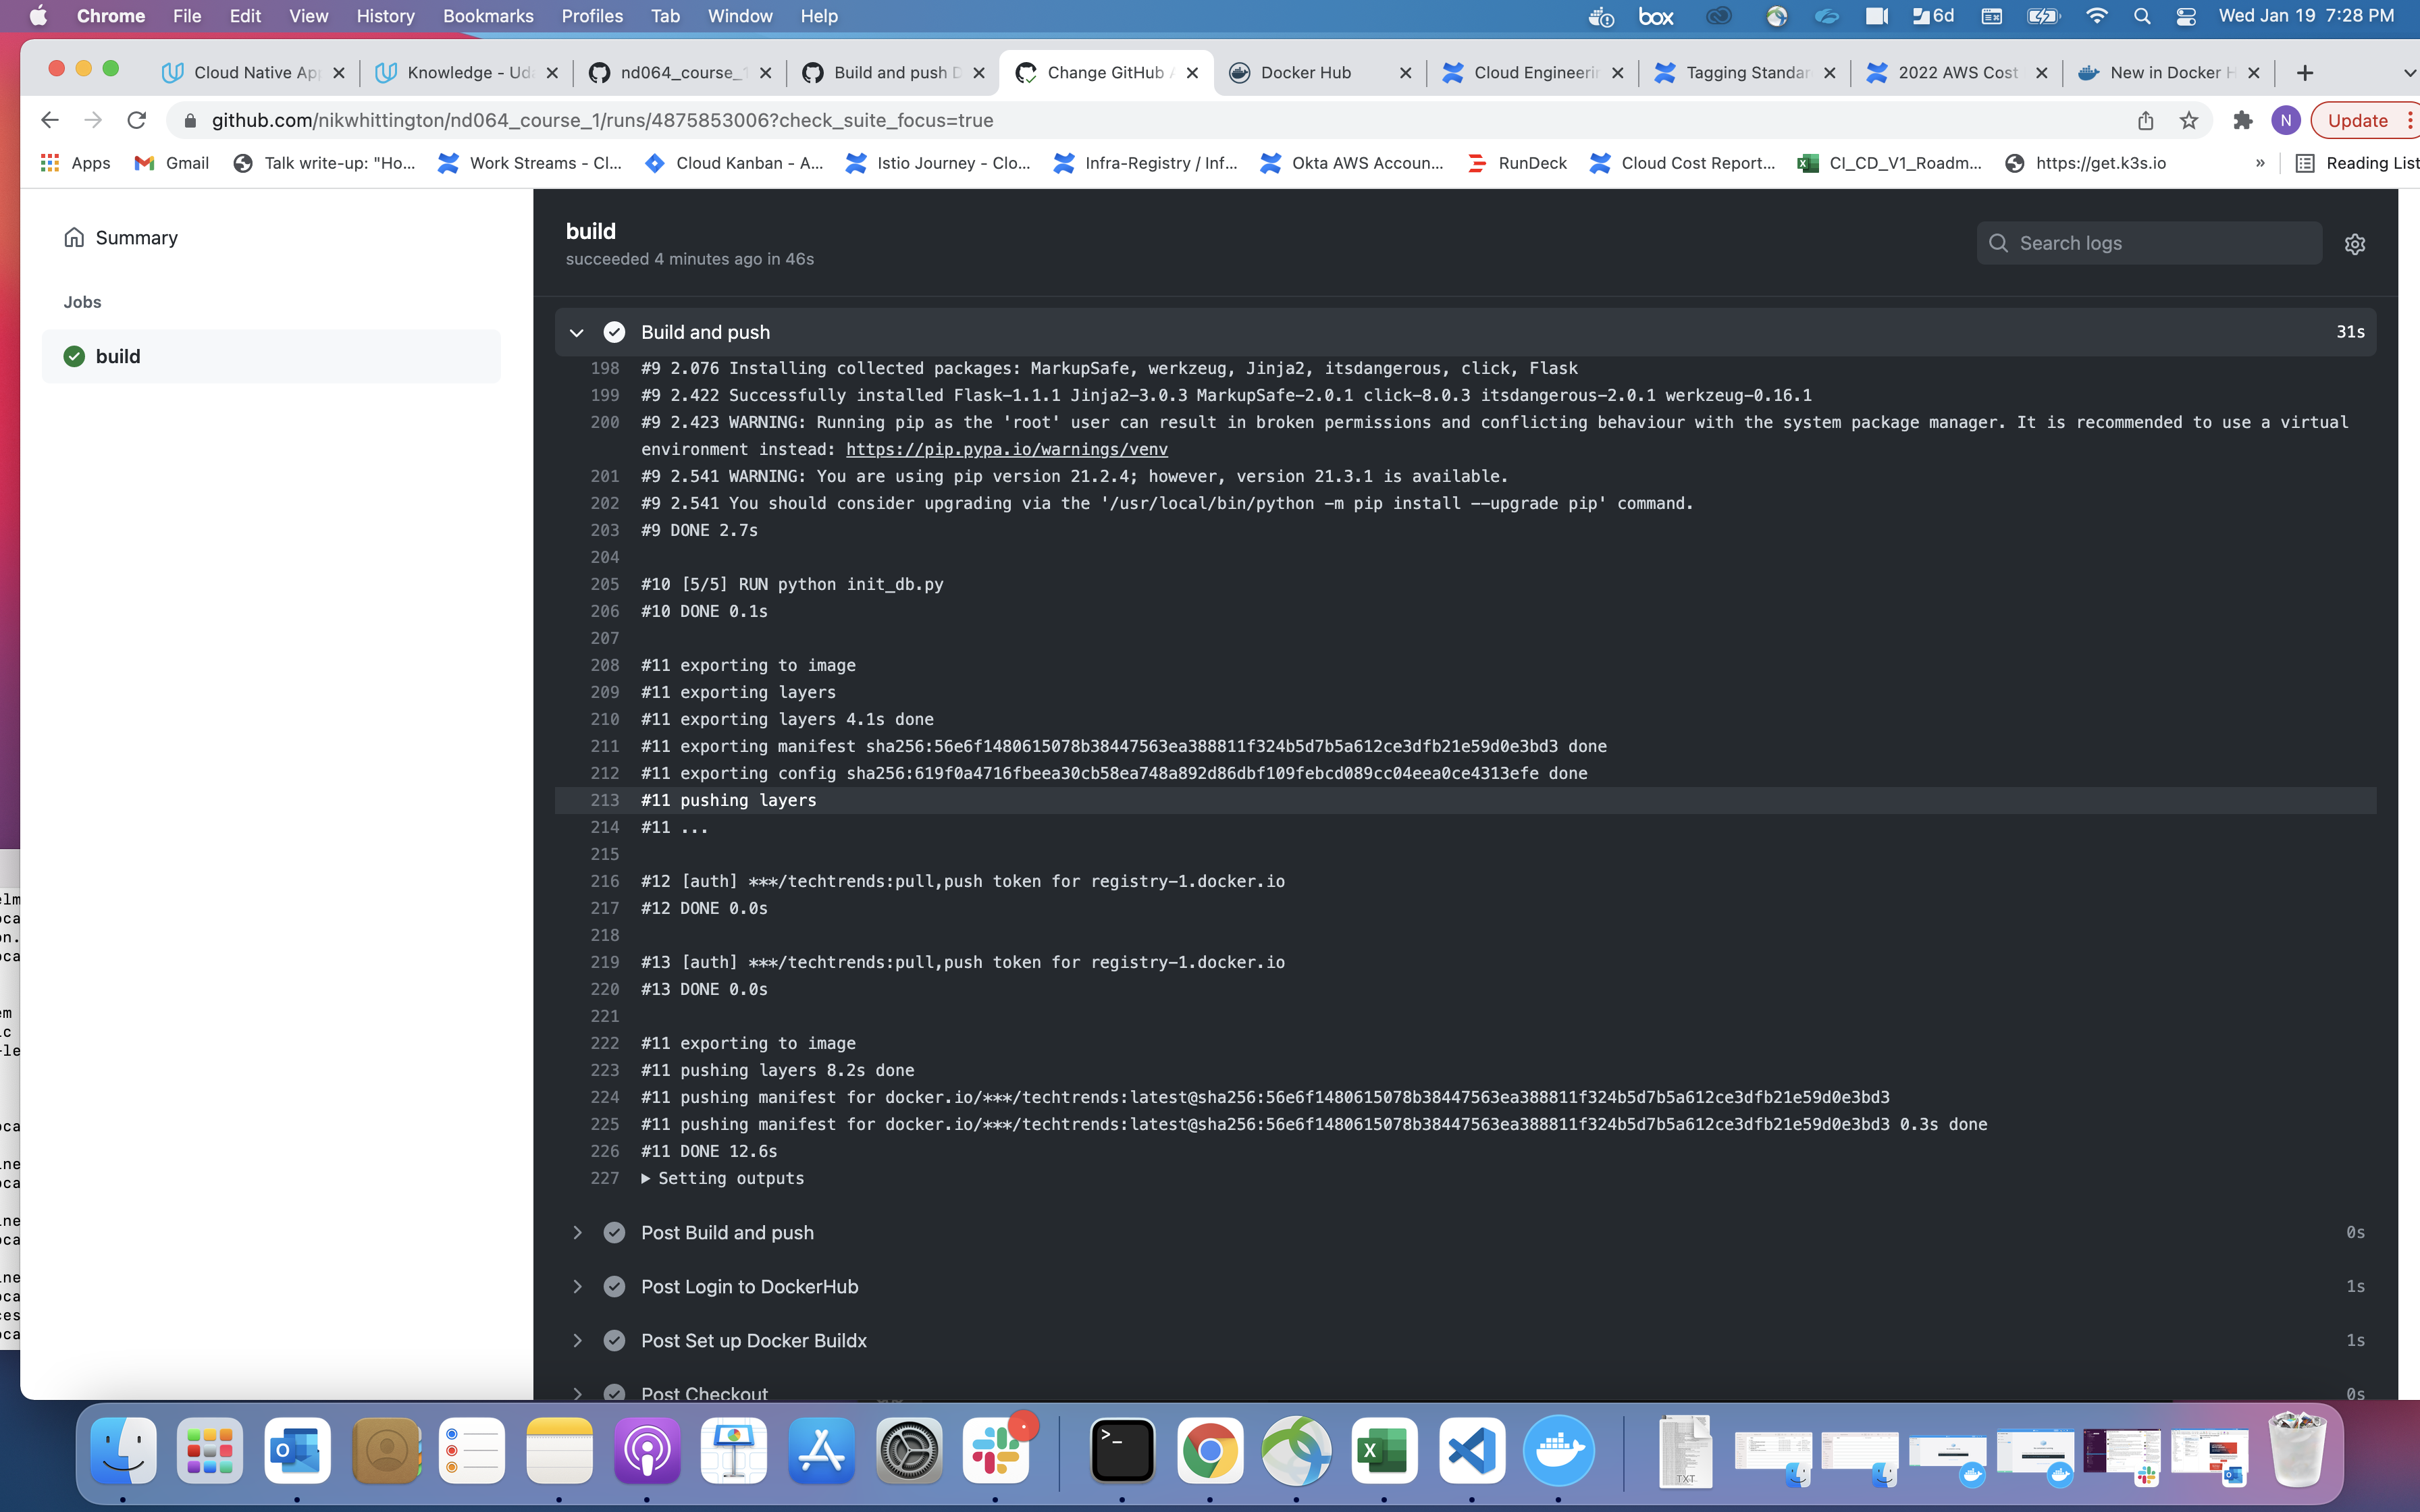 Chrome File Edit View History Bookmarks Profiles Tab Window Help box 6d Wed Jan 19 7:28 PM
Cloud Native Ap Knowledge - Uda nd064_course_1 Build and push D Change GitHub A Docker Hub Cloud Engineerin Tagging Standar 2022 AWS Cost New in Docker H
github.com/nikwhittington/nd064_course_1/runs/4875853006?check_suite_focus=true N Update
Apps Gmail Talk write-up: "Ho... Work Streams - Cl... Cloud Kanban - A... Istio Journey - Clo... Infra-Registry / Inf... Okta AWS Accoun... RunDeck Cloud Cost Report... CI_CD_V1_Roadm... https://get.k3s.io » Reading List
Summary
Jobs
build
build
succeeded 4 minutes ago in 46s
Search logs
Build and push 31s
198 #9 2.076 Installing collected packages: MarkupSafe, werkzeug, Jinja2, itsdangerous, click, Flask
199 #9 2.422 Successfully installed Flask-1.1.1 Jinja2-3.0.3 MarkupSafe-2.0.1 click-8.0.3 itsdangerous-2.0.1 werkzeug-0.16.1
200 #9 2.423 WARNING: Running pip as the 'root' user can result in broken permissions and conflicting behaviour with the system package manager. It is recommended to use a virtual
environment instead: https://pip.pypa.io/warnings/venv
201 #9 2.541 WARNING: You are using pip version 21.2.4; however, version 21.3.1 is available.
202 #9 2.541 You should consider upgrading via the '/usr/local/bin/python -m pip install --upgrade pip' command.
203 #9 DONE 2.7s
204
205 #10 [5/5] RUN python init_db.py
206 #10 DONE 0.1s
207
208 #11 exporting to image
209 #11 exporting layers
210 #11 exporting layers 4.1s done
211 #11 exporting manifest sha256:56e6f1480615078b38447563ea388811f324b5d7b5a612ce3dfb21e59d0e3bd3 done
212 #11 exporting config sha256:619f0a4716fbeea30cb58ea748a892d86dbf109febcd089cc04eea0ce4313efe done
213 #11 pushing layers
214 #11 ...
215
216 #12 [auth] ***/techtrends:pull,push token for registry-1.docker.io
217 #12 DONE 0.0s
218
219 #13 [auth] ***/techtrends:pull,push token for registry-1.docker.io
220 #13 DONE 0.0s
221
222 #11 exporting to image
223 #11 pushing layers 8.2s done
224 #11 pushing manifest for docker.io/***/techtrends:latest@sha256:56e6f1480615078b38447563ea388811f324b5d7b5a612ce3dfb21e59d0e3bd3
225 #11 pushing manifest for docker.io/***/techtrends:latest@sha256:56e6f1480615078b38447563ea388811f324b5d7b5a612ce3dfb21e59d0e3bd3 0.3s done
226 #11 DONE 12.6s
227 Setting outputs
Post Build and push 0s
Post Login to DockerHub 1s
Post Set up Docker Buildx 1s
Post Checkout 0s
TXT